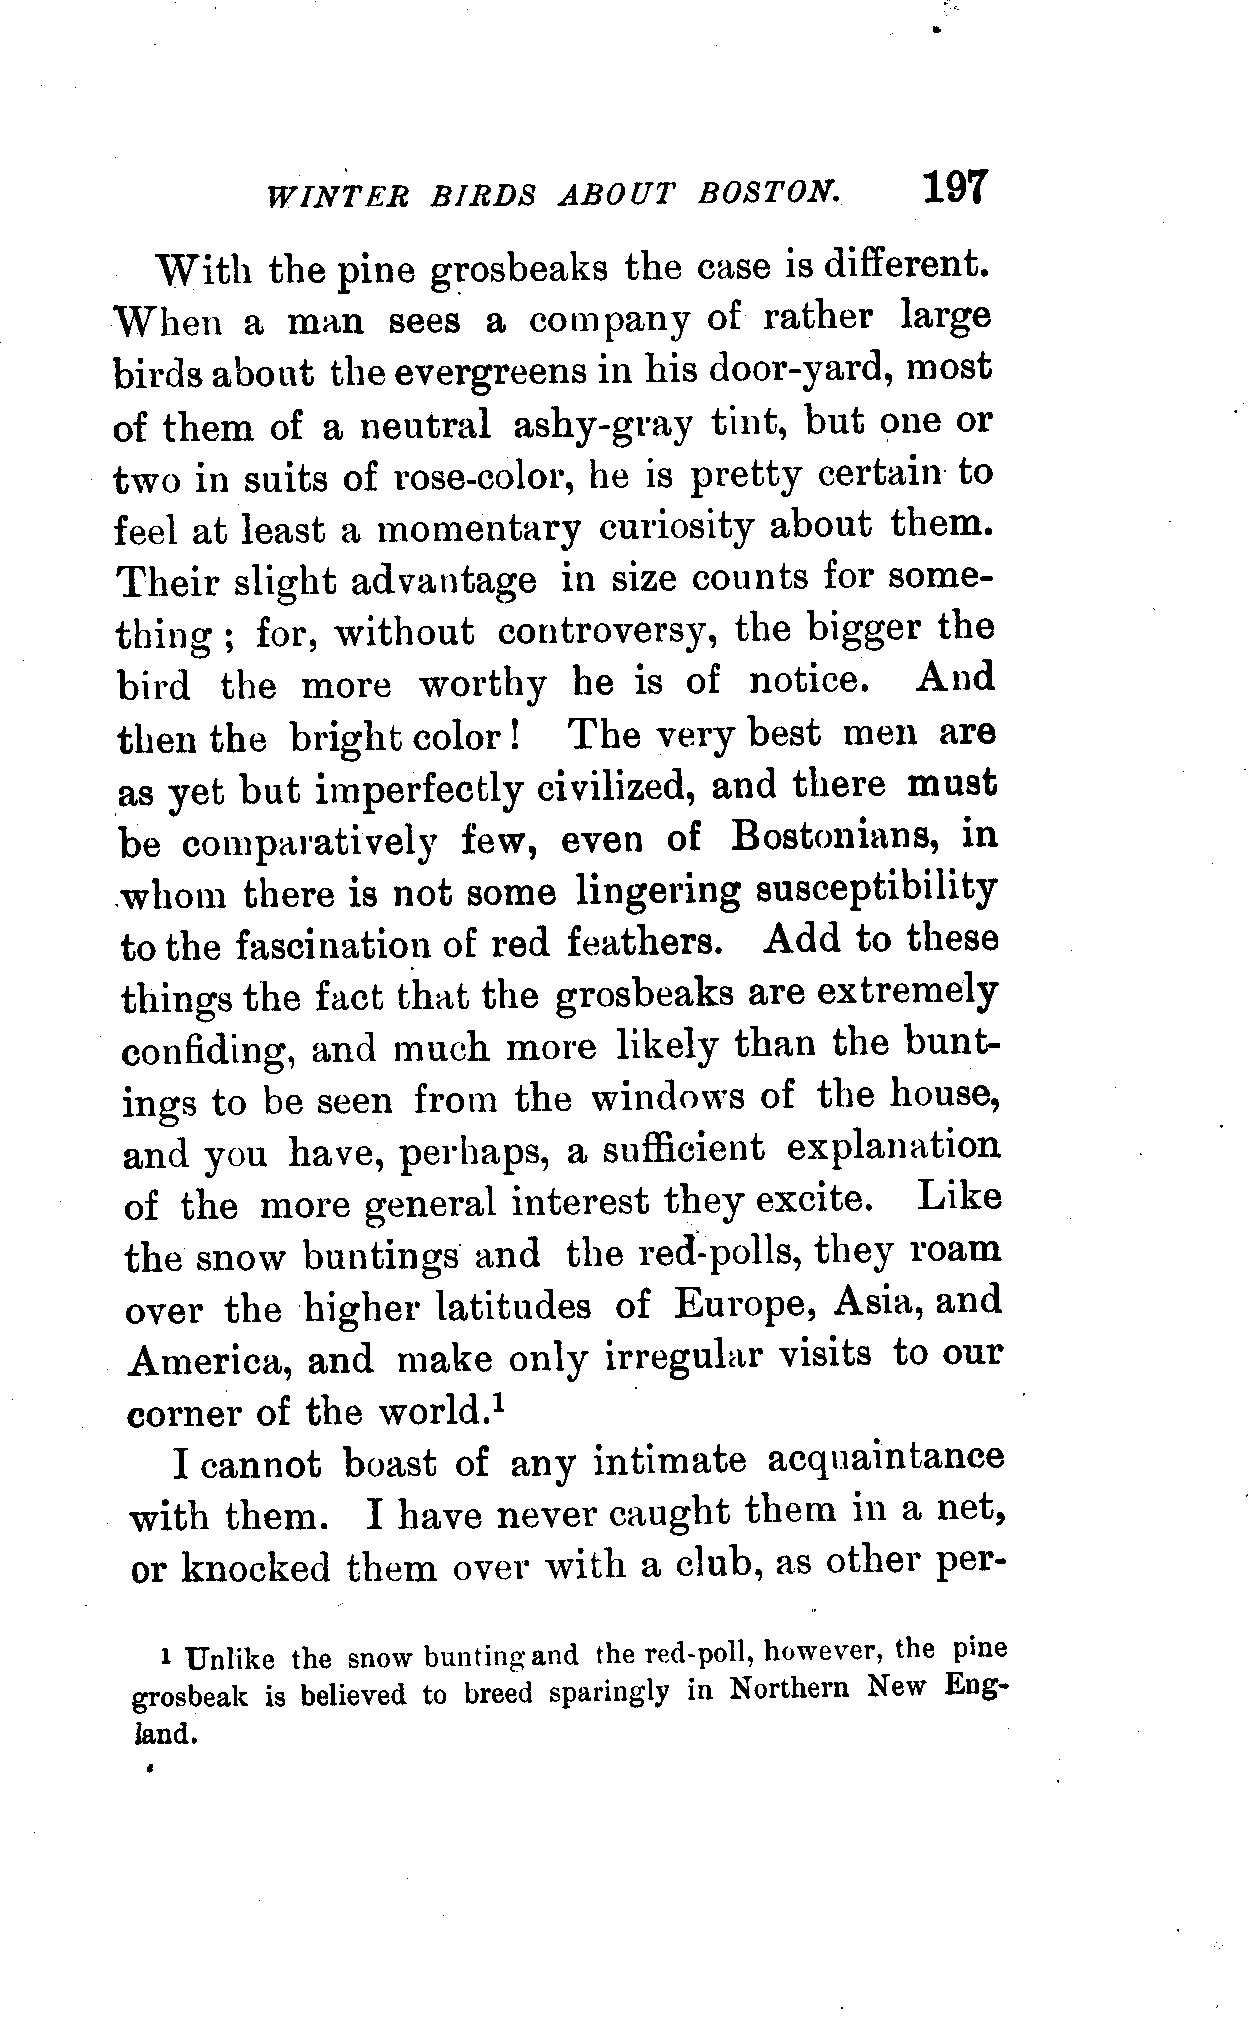 WINTER BIRDS ABOUT BOSTON. 197
With the pine grosbeaks the case is different.
When a man sees a company of rather large
birds about the evergreens in his door-yard, most
of them of a neutral ashy-gray tint, but one or
two in suits of rose-color, he is pretty certain to
feel at least a momentary curiosity about them.
Their slight advantage in size counts for some-
thing ; for, without controversy, the bigger the
bird the more worthy he is of notice. And
then the bright color ! The very best men are
as yet but imperfectly civilized, and there must
be comparatively few, even of Bostonians, in
whom there is not some lingering susceptibility
to the fascination of red feathers. Add to these
things the fact that the grosbeaks are extremely
confiding, and much more likely than the bunt-
ings to be seen from the windows of the house,
and you have, perhaps, a sufficient explanation
of the more general interest they excite. Like
the snow buntings and the red-polls, they roam
over the higher latitudes of Europe, Asia, and
America, and make only irregular visits to our
corner of the world.¹
I cannot boast of any intimate acquaintance
with them. I have never caught them in a net,
or knocked them over with a club, as other per-
¹ Unlike the snow bunting and the red-poll, however, the pine
grosbeak is believed to breed sparingly in Northern New Eng-
land.